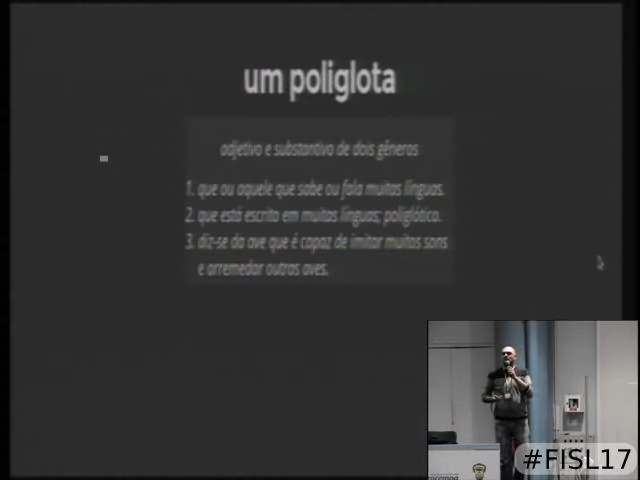 um poliglota
adjetivo e substantivo de dois gêneros
1. que ou aquele que sabe ou fala muitas línguas.
2. que está escrito em muitas línguas; poliglótico.
3. diz-se da ave que é capaz de imitar muitos sons
e arremedar outras aves.
#FISL17